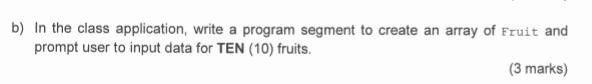 b) In the class application, write a program segment to create an array of Fruit and
prompt user to input data for TEN (10) fruits.
(3 marks)